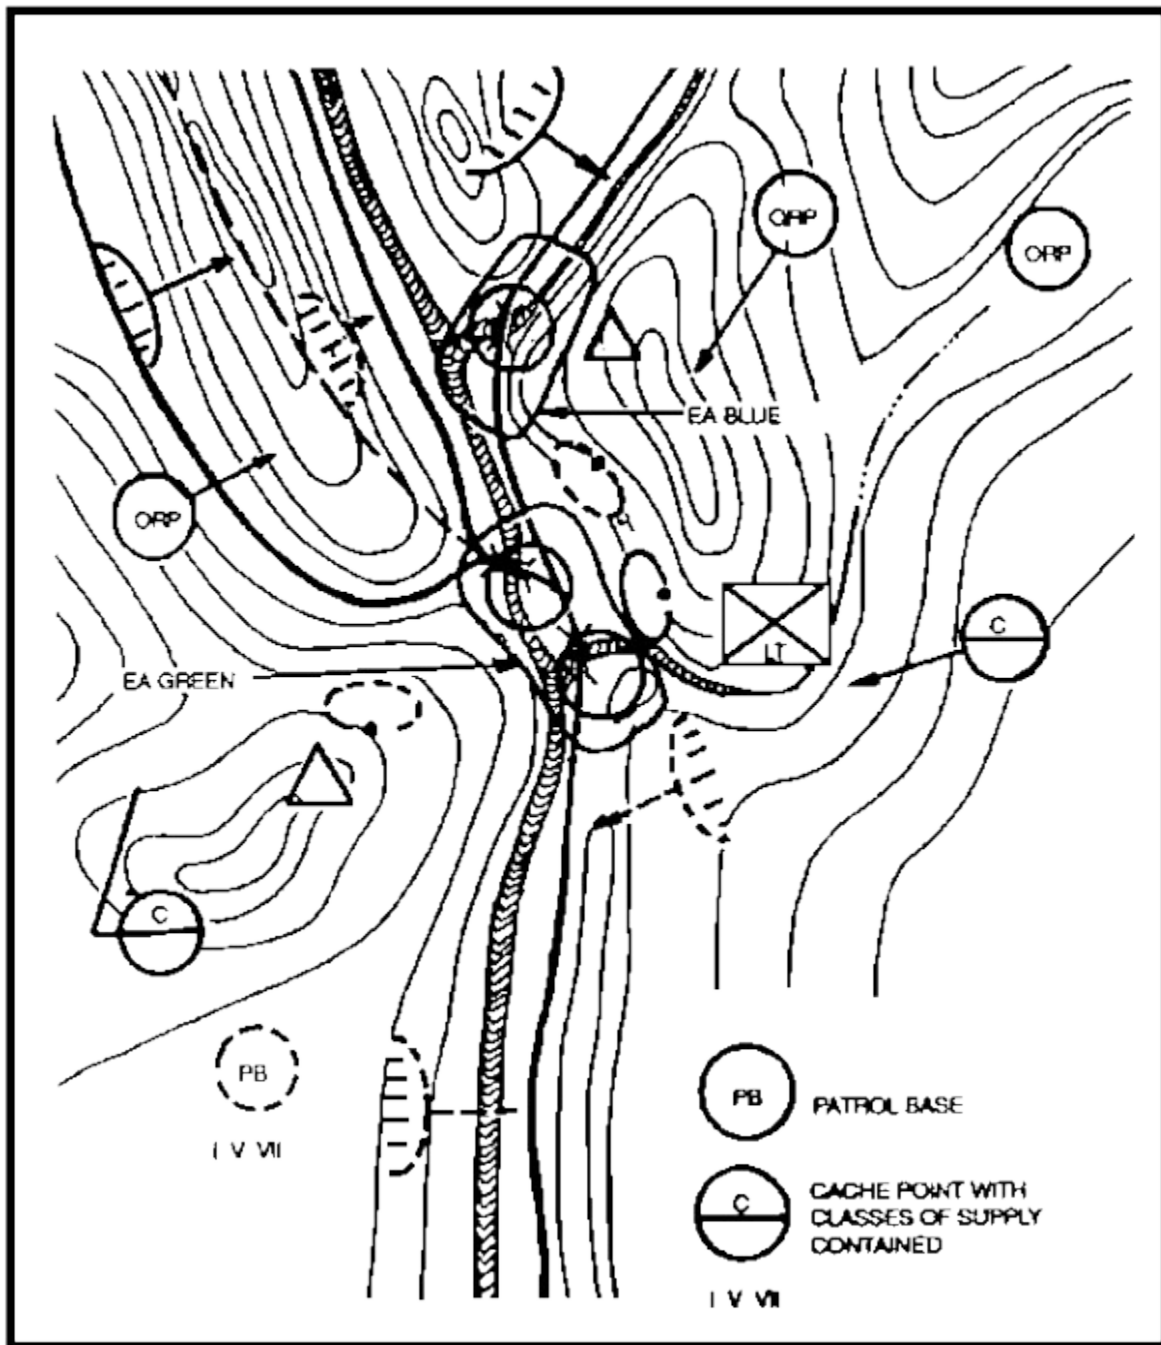 ORP
ORP
EA BLUE
ORP
LT
C
LT
EA GREEN
C
PB
I V VII
PB PATROL BASE
C
CACHE POINT WITH
CLASSES OF SUPPLY
CONTAINED
I V VII